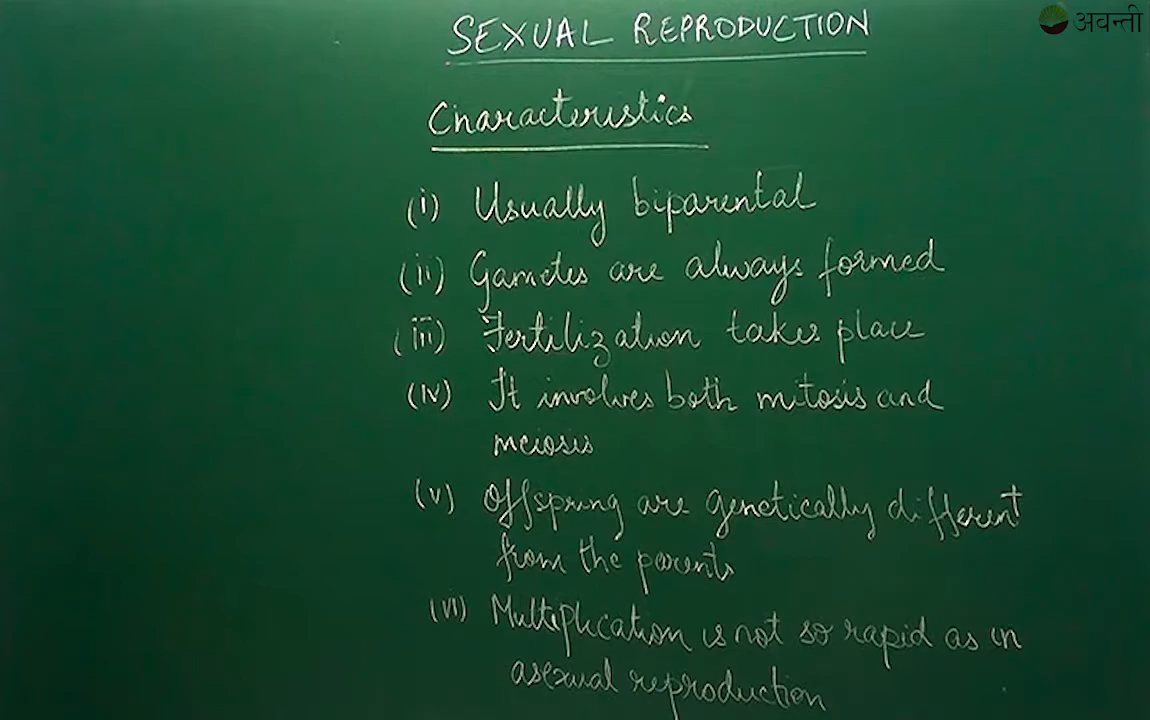 अवन्ती
SEXUAL REPRODUCTION
Characteristics
(i) Usually biparental
(ii) Gametes are always formed
(iii) Fertilization takes place
(iv) It involves both mitosis and
meiosis
(v) Offspring are genetically different
from the parents
(vi) Multiplication is not so rapid as in
asexual reproduction